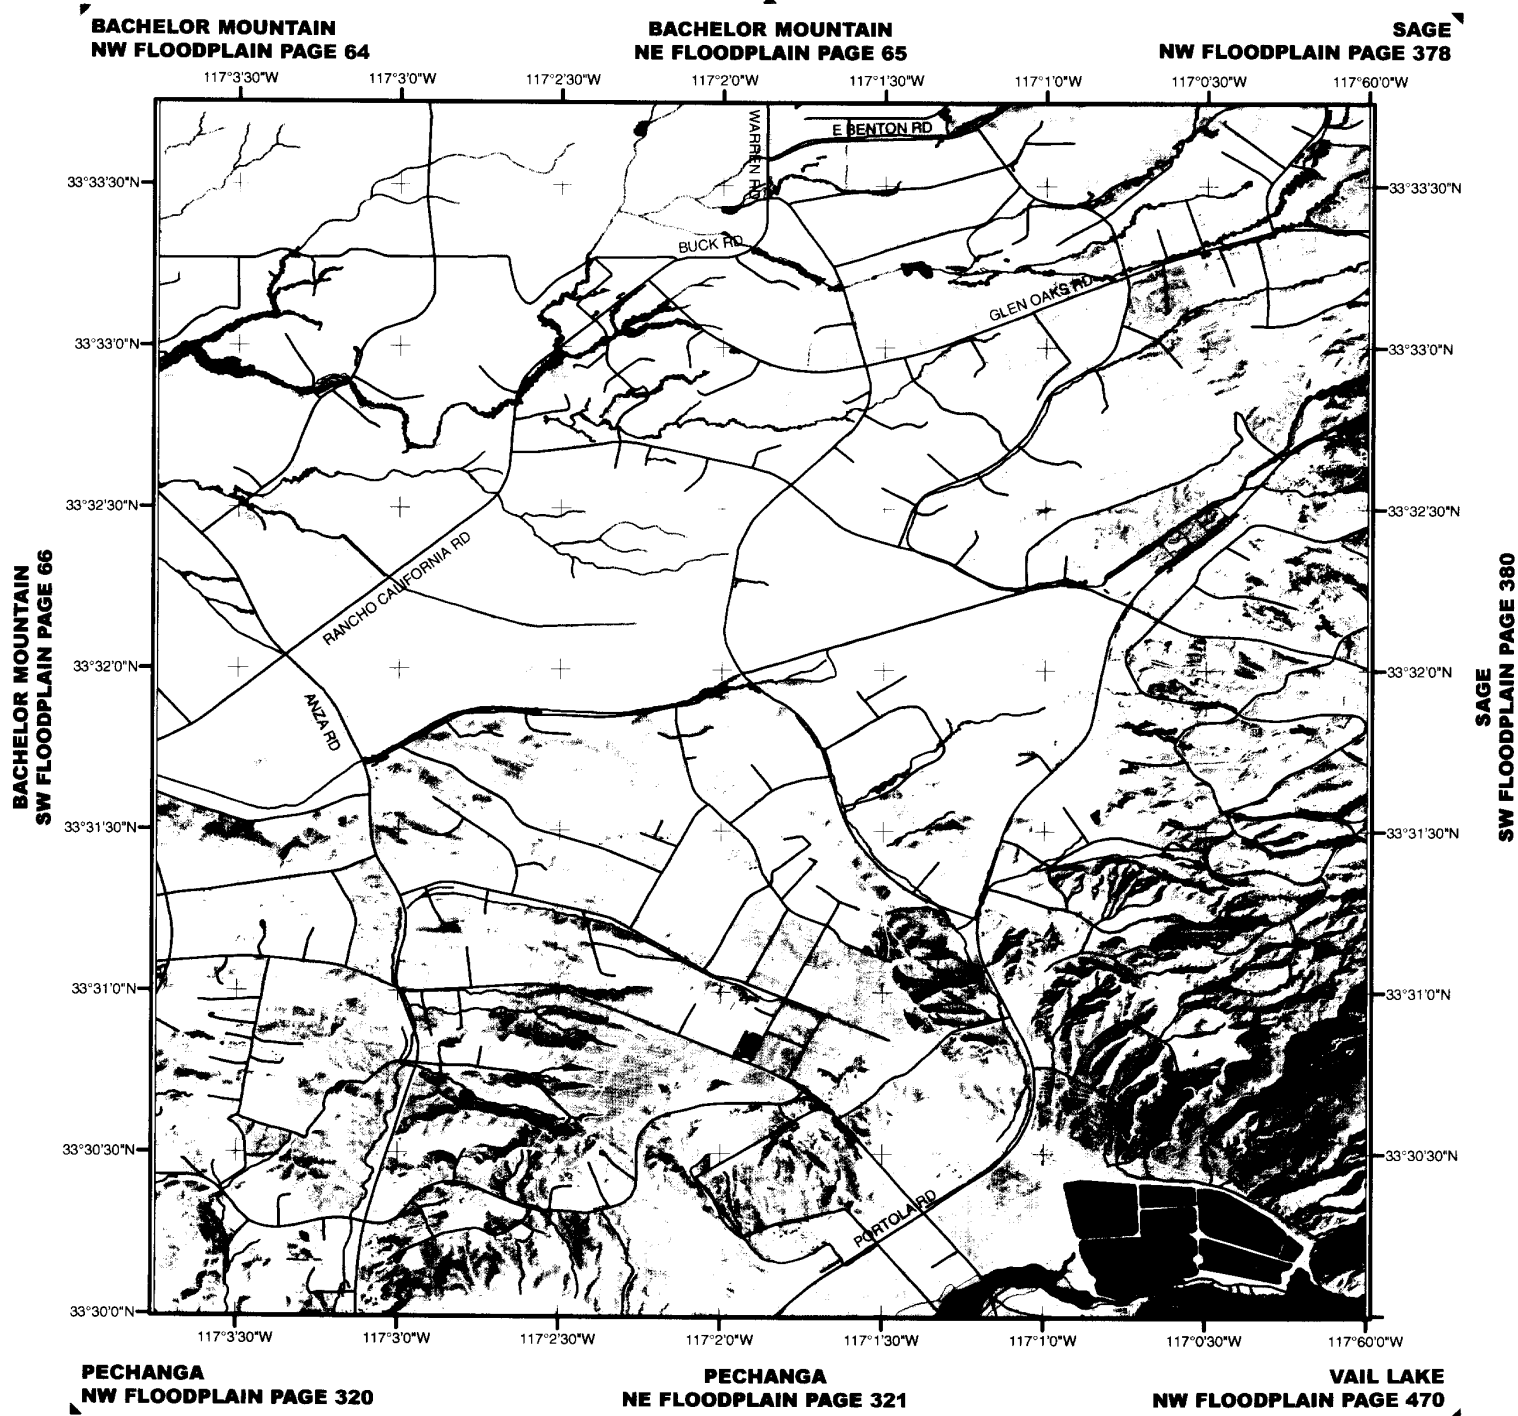 BACHELOR MOUNTAIN
NW FLOODPLAIN PAGE 64
BACHELOR MOUNTAIN
NE FLOODPLAIN PAGE 65
SAGE
NW FLOODPLAIN PAGE 378
117°3'30"W 117°3'0"W 117°2'30"W 117°2'0"W 117°1'30"W 117°1'0"W 117°0'30"W 117°60'0"W
WARREN RD
E BENTON RD
33°33'30"N 33°33'30"N
BUCK RD
GLEN OAKS RD
33°33'0"N 33°33'0"N
33°32'30"N 33°32'30"N
RANCHO CALIFORNIA RD
BACHELOR MOUNTAIN
SW FLOODPLAIN PAGE 66
SAGE
SW FLOODPLAIN PAGE 380
33°32'0"N 33°32'0"N
ANZA RD
33°31'30"N 33°31'30"N
33°31'0"N 33°31'0"N
33°30'30"N 33°30'30"N
PORTOLA RD
33°30'0"N
117°3'30"W 117°3'0"W 117°2'30"W 117°2'0"W 117°1'30"W 117°1'0"W 117°0'30"W 117°60'0"W
PECHANGA
NW FLOODPLAIN PAGE 320
PECHANGA
NE FLOODPLAIN PAGE 321
VAIL LAKE
NW FLOODPLAIN PAGE 470